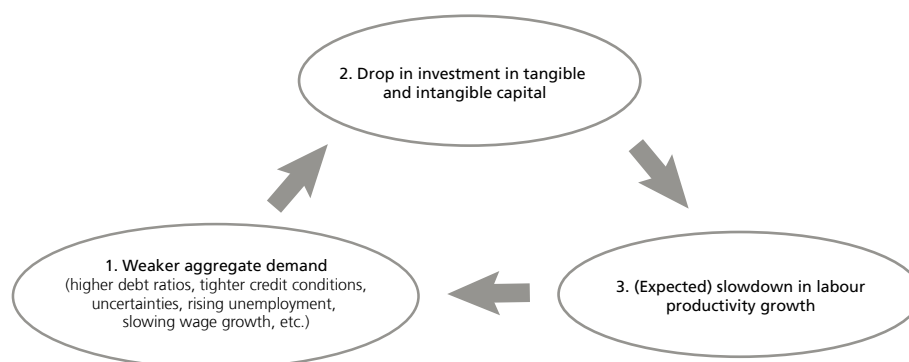 2. Drop in investment in tangible
and intangible capital
1. Weaker aggregate demand
(higher debt ratios, tighter credit conditions,
uncertainties, rising unemployment,
slowing wage growth, etc.)
3. (Expected) slowdown in labour
productivity growth